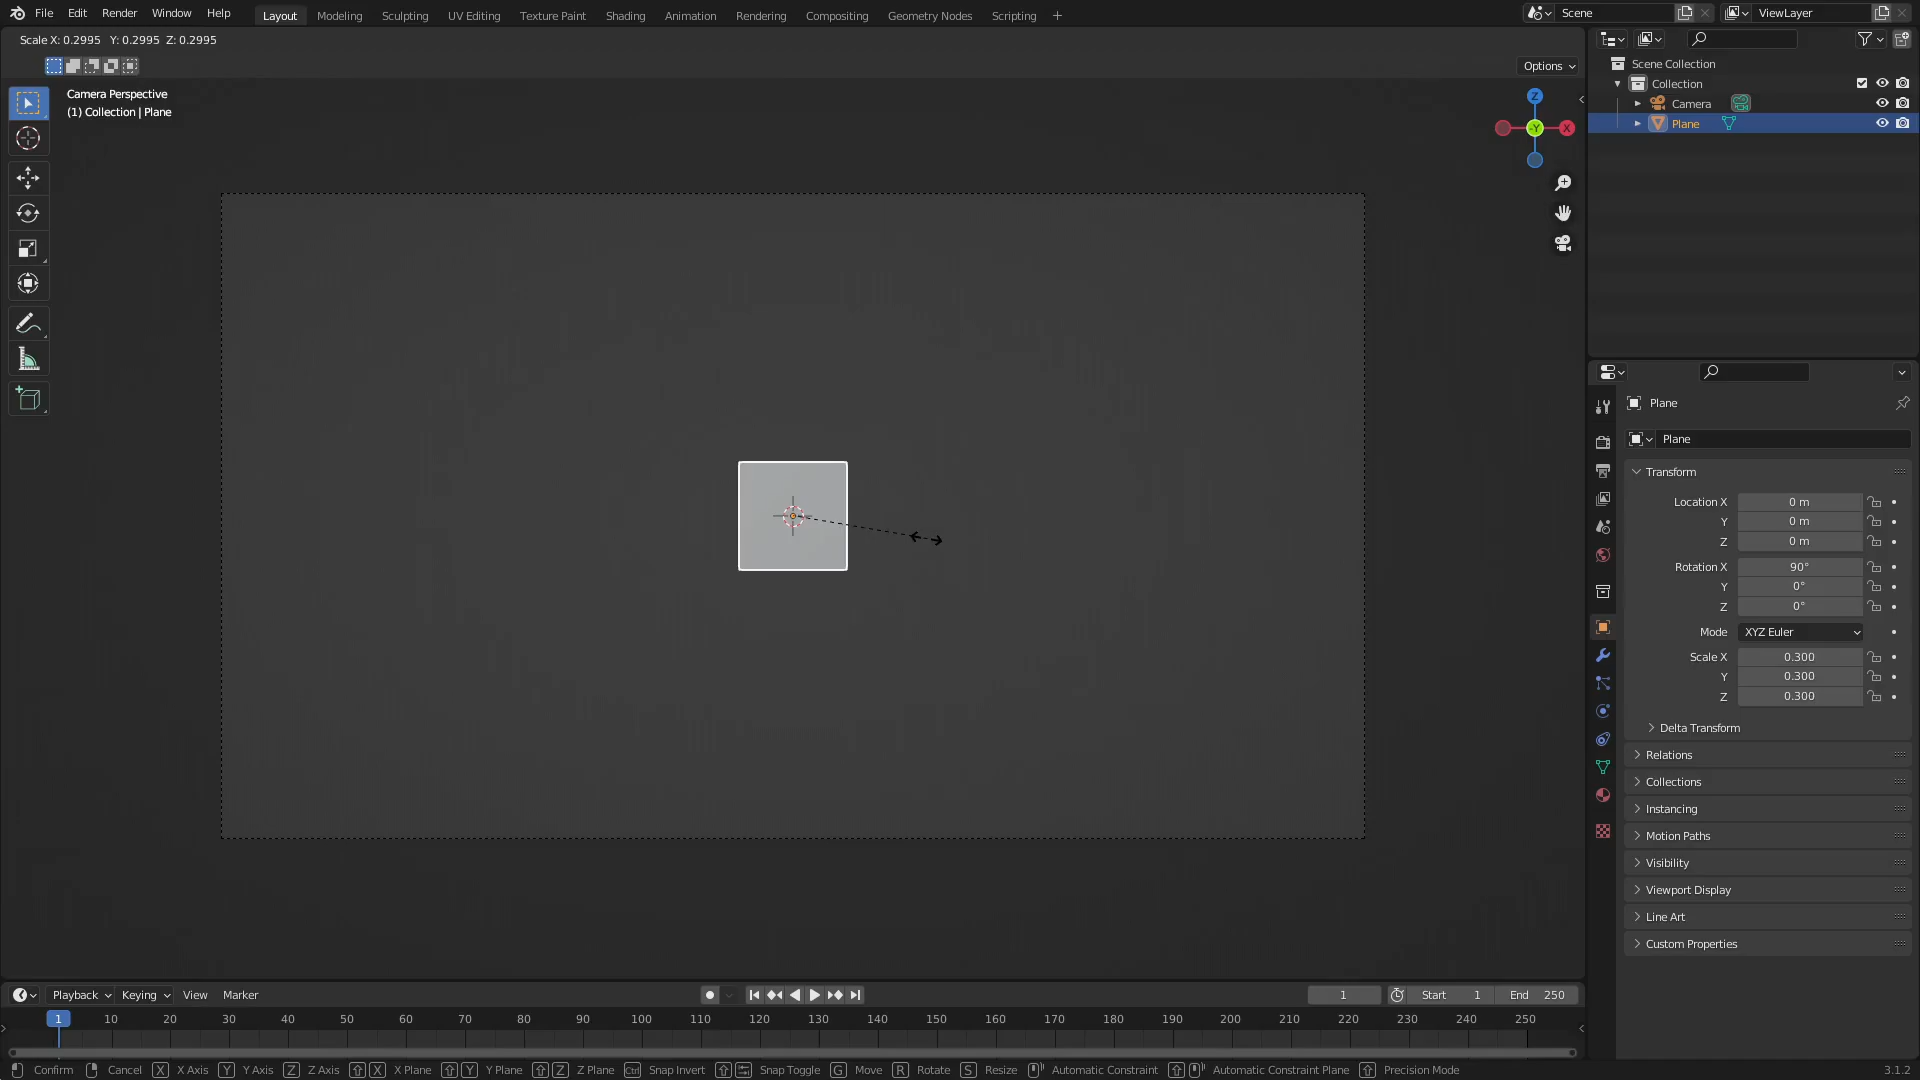 File Edit Render Window Help
Layout Modeling Sculpting UV Editing Texture Paint Shading Animation Rendering Compositing Geometry Nodes Scripting +
Scene
ViewLayer
Scale X: 0.2995 Y: 0.2995 Z: 0.2995
Options
Camera Perspective
(1) Collection | Plane
Z
-Y
X
Scene Collection
Collection
Camera
Plane
Plane
Plane
Transform
Location X 0 m
Y 0 m
Z 0 m
Rotation X 90°
Y 0°
Z 0°
Mode XYZ Euler
Scale X 0.300
Y 0.300
Z 0.300
Delta Transform
Relations
Collections
Instancing
Motion Paths
Visibility
Viewport Display
Line Art
Custom Properties
Playback Keying View Marker
1 Start 1 End 250
1 10 20 30 40 50 60 70 80 90 100 110 120 130 140 150 160 170 180 190 200 210 220 230 240 250
Confirm Cancel X X Axis Y Y Axis Z Z Axis X X Plane Y Y Plane Z Z Plane Ctrl Snap Invert Snap Toggle G Move R Rotate S Resize Automatic Constraint Automatic Constraint Plane Precision Mode 3.1.2